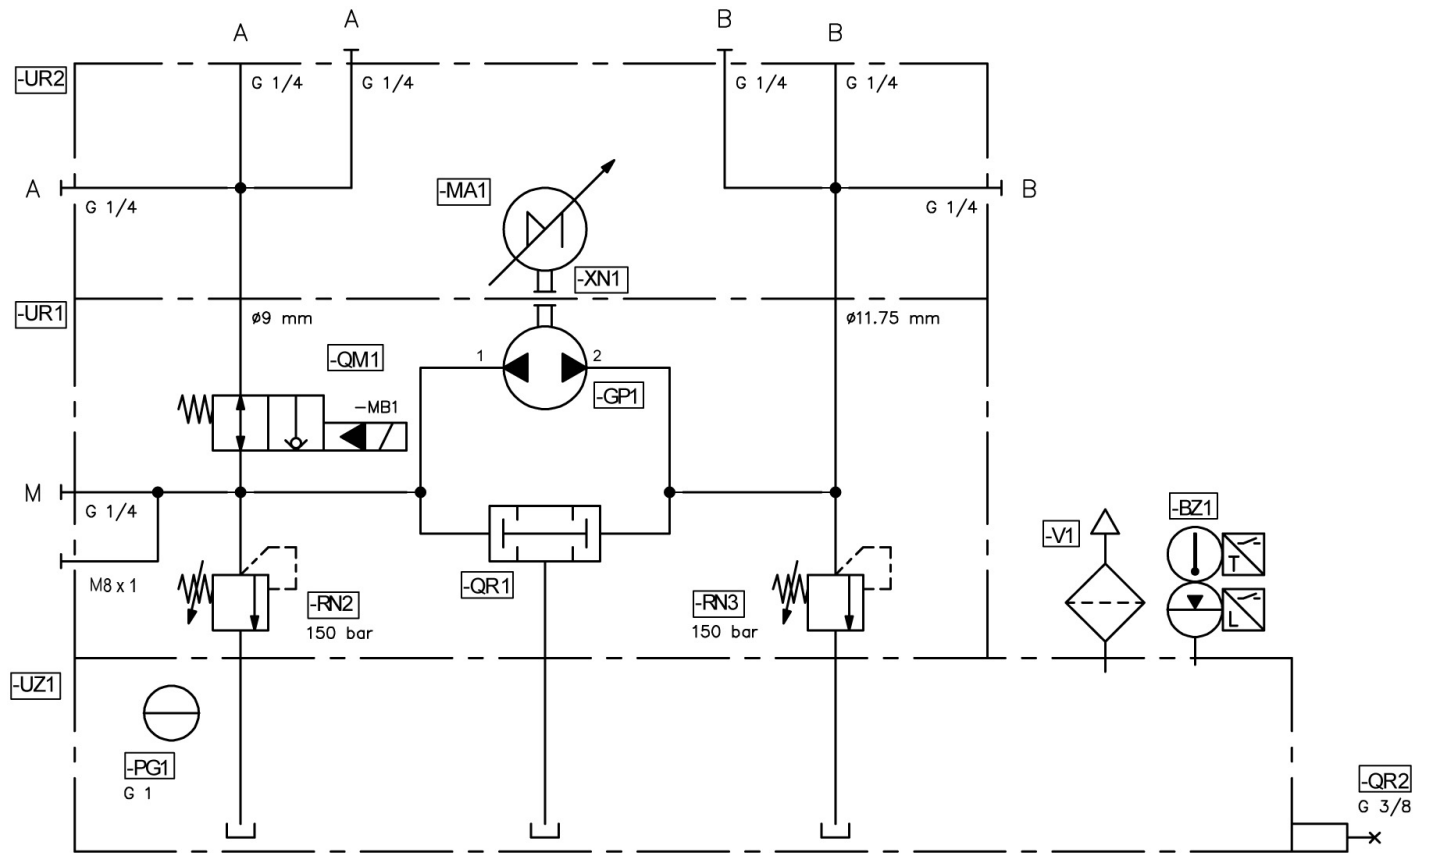 A
A
B
B
-UR2
G 1/4
G 1/4
G 1/4
G 1/4
A
G 1/4
-MA1
M
G 1/4
B
-XN1
-UR1
ø9 mm
ø11.75 mm
-QM1
1
2
-GP1
-MB1
M
G 1/4
-BZ1
-V1
T
M8 x 1
-QR1
-RN2
150 bar
-RN3
150 bar
L
-UZ1
-PG1
G 1
-QR2
G 3/8